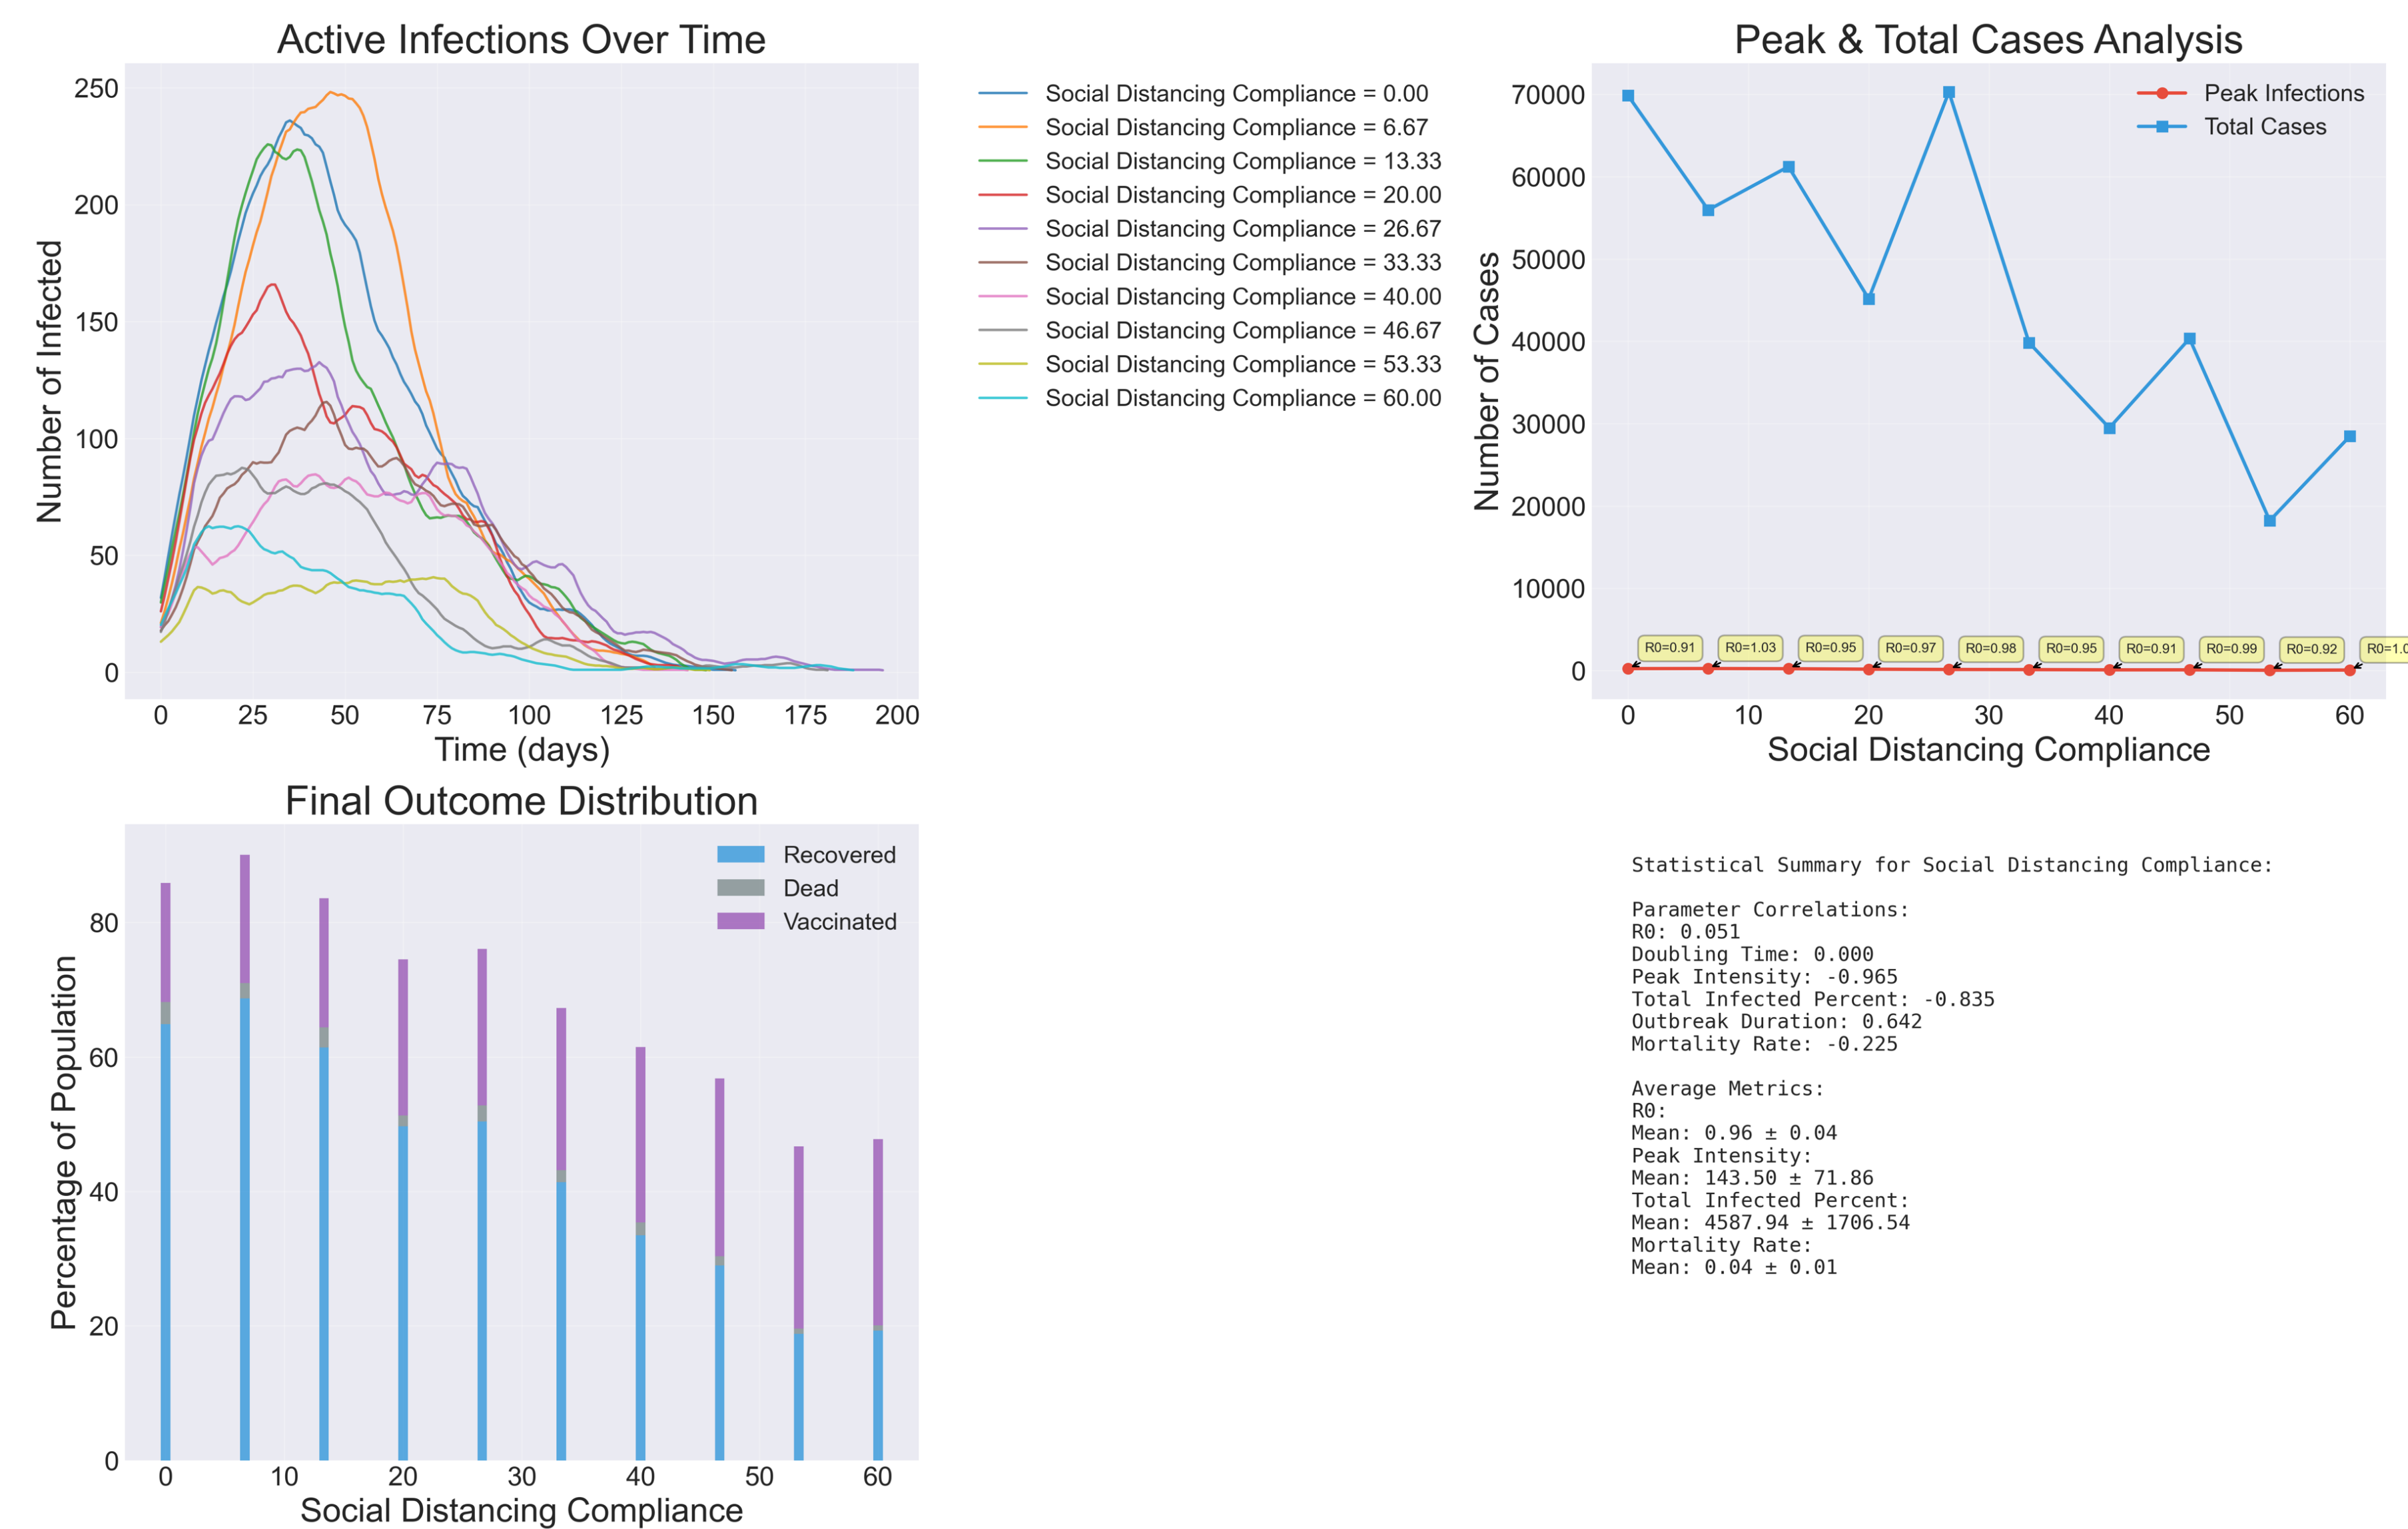 Active Infections Over Time
250
200
150
100
50
0
Number of Infected
0 25 50 75 100 125 150 175 200
Time (days)
Social Distancing Compliance = 0.00
Social Distancing Compliance = 6.67
Social Distancing Compliance = 13.33
Social Distancing Compliance = 20.00
Social Distancing Compliance = 26.67
Social Distancing Compliance = 33.33
Social Distancing Compliance = 40.00
Social Distancing Compliance = 46.67
Social Distancing Compliance = 53.33
Social Distancing Compliance = 60.00
Peak & Total Cases Analysis
Peak Infections
Total Cases
70000
60000
50000
40000
30000
20000
10000
0
Number of Cases
R0=0.91 R0=1.03 R0=0.95 R0=0.97 R0=0.98 R0=0.95 R0=0.91 R0=0.99 R0=0.92 R0=1.0
0 10 20 30 40 50 60
Social Distancing Compliance
Final Outcome Distribution
Recovered
Dead
Vaccinated
80
60
40
20
0
Percentage of Population
0 10 20 30 40 50 60
Social Distancing Compliance
Statistical Summary for Social Distancing Compliance:
Parameter Correlations:
R0: 0.051
Doubling Time: 0.000
Peak Intensity: -0.965
Total Infected Percent: -0.835
Outbreak Duration: 0.642
Mortality Rate: -0.225
Average Metrics:
R0:
Mean: 0.96 ± 0.04
Peak Intensity:
Mean: 143.50 ± 71.86
Total Infected Percent:
Mean: 4587.94 ± 1706.54
Mortality Rate:
Mean: 0.04 ± 0.01